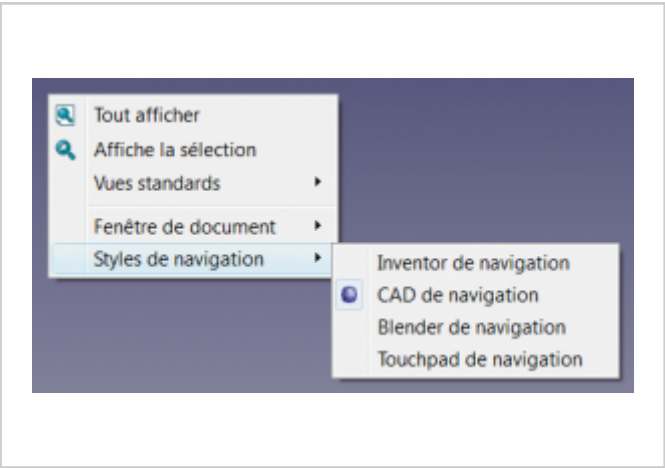 Tout afficher
Affiche la sélection
Vues standards
Fenêtre de document
Styles de navigation
Inventor de navigation
CAD de navigation
Blender de navigation
Touchpad de navigation